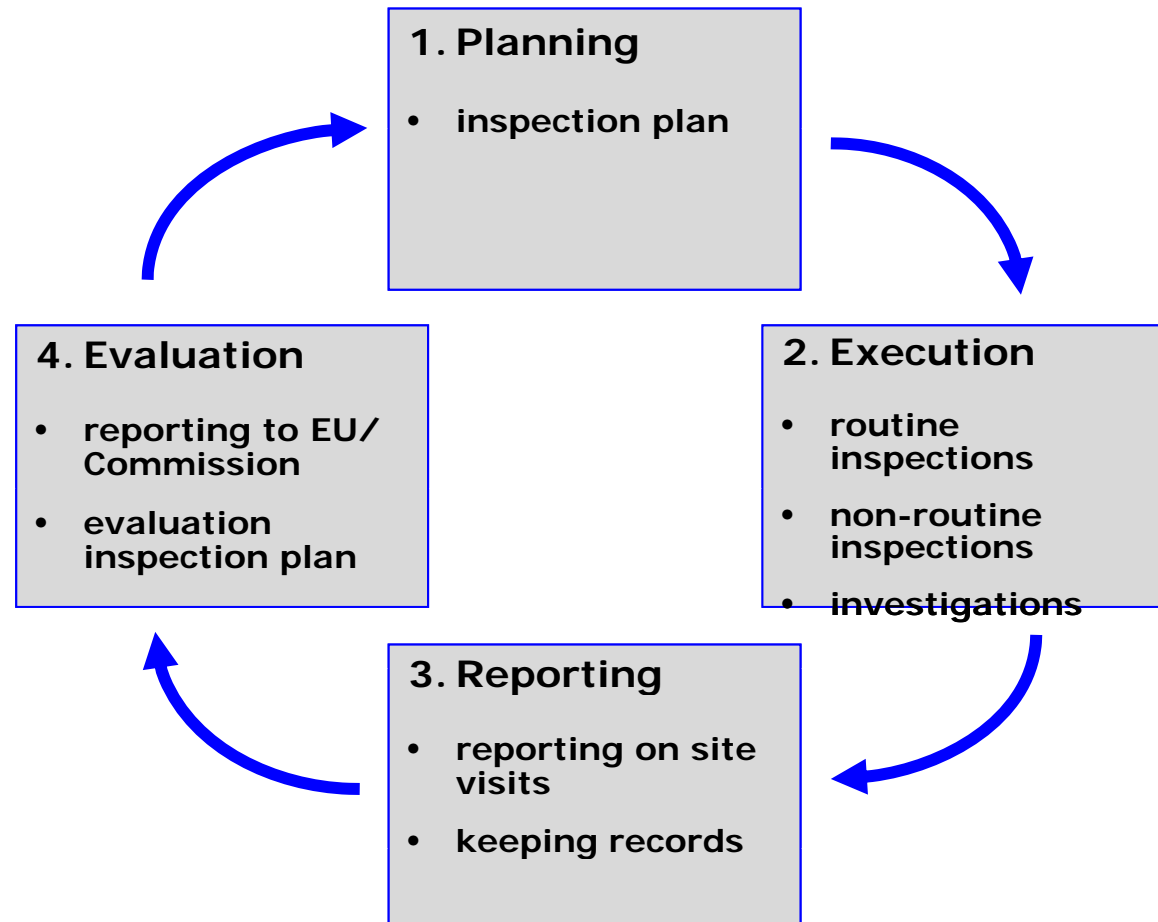 1. Planning
• inspection plan
2. Execution
• routine
inspections
• non-routine
inspections
• investigations
3. Reporting
• reporting on site
visits
• keeping records
4. Evaluation
• reporting to EU/
Commission
• evaluation
inspection plan